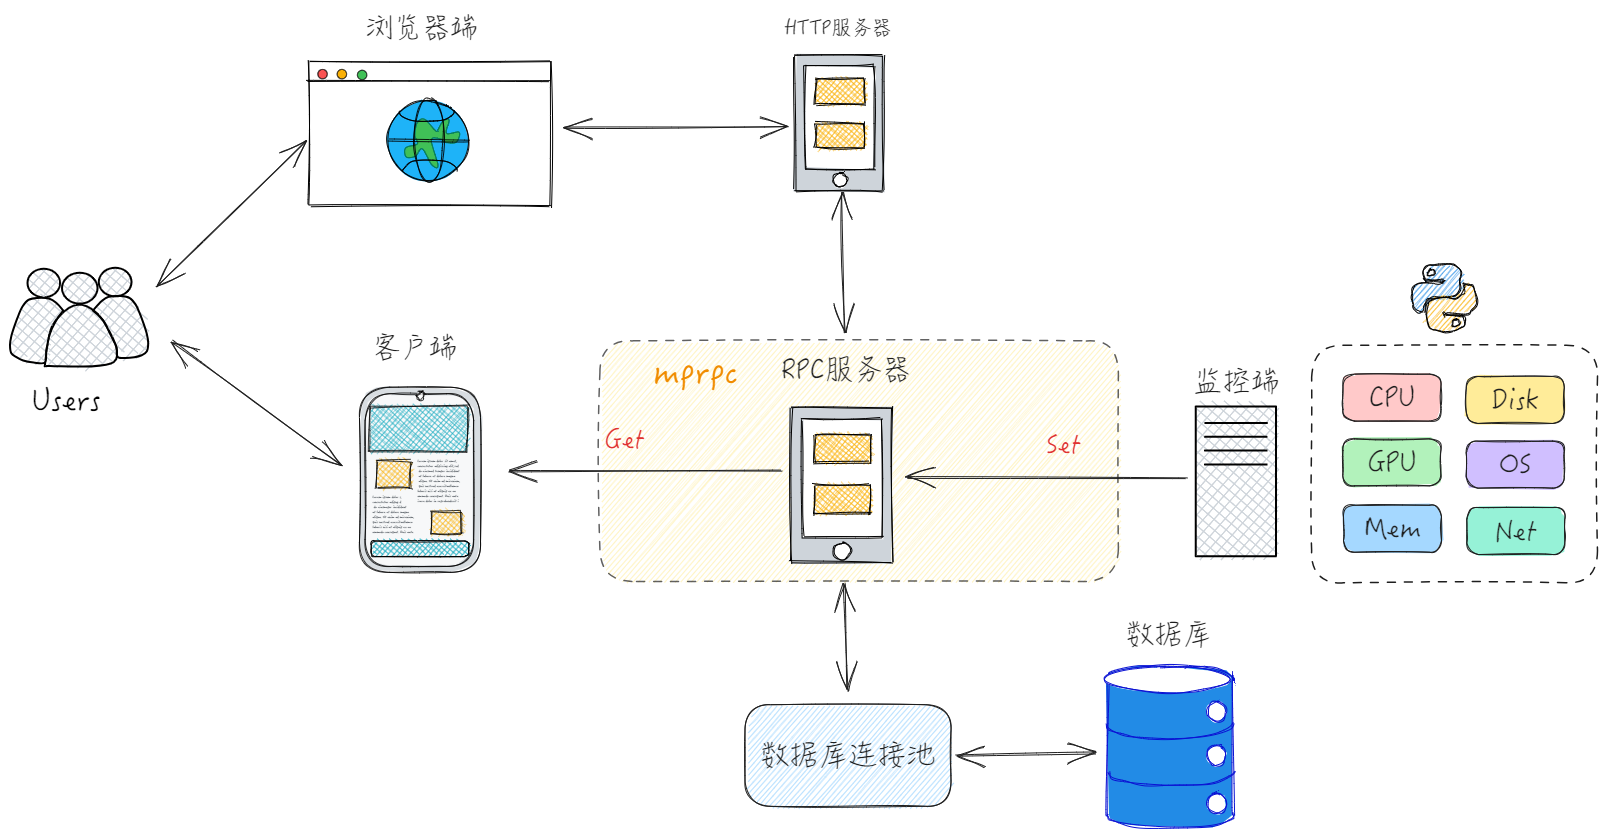 浏览器端
HTTP服务器
Users
客户端
mprpc
RPC服务器
Get
Set
监控端
CPU
Disk
GPU
OS
Mem
Net
数据库
数据库连接池